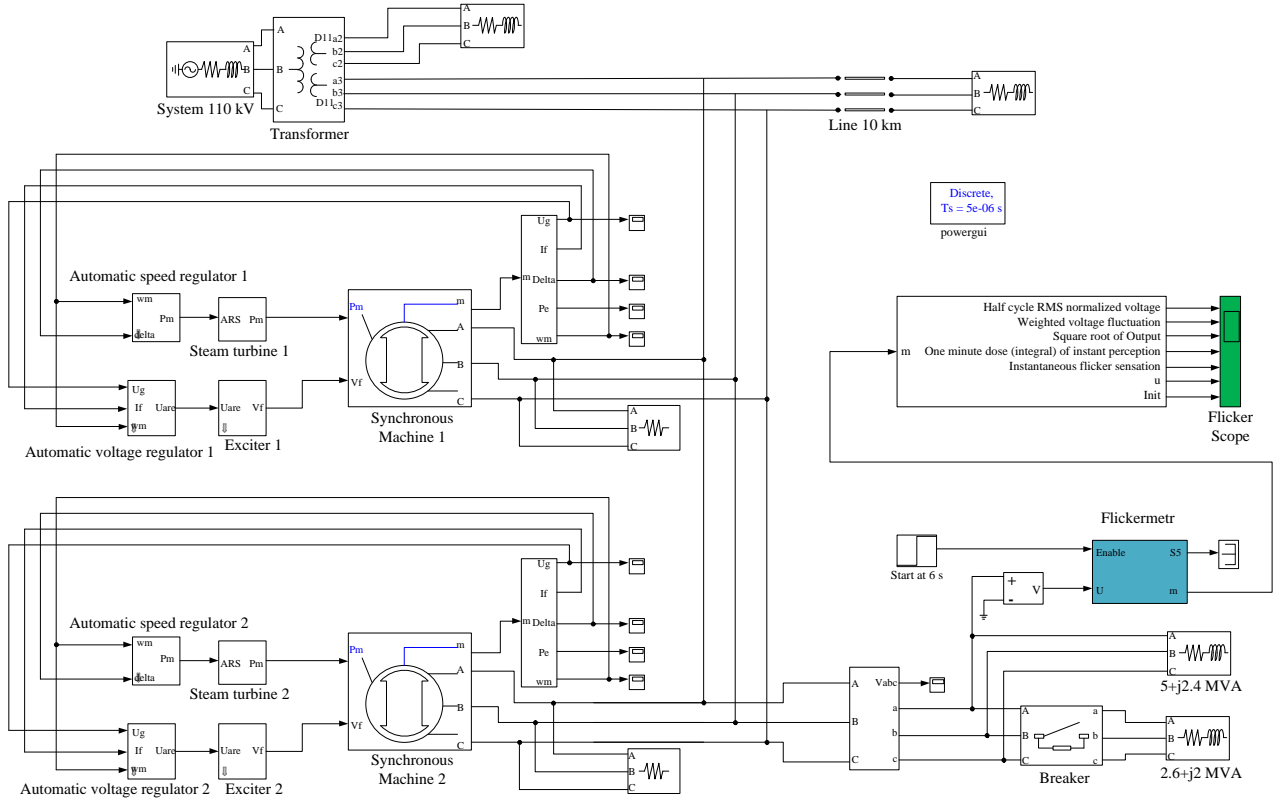 A
B
C
System 110 kV
A
B
C
D11a2
b2
c2
a3
b3
D11c3
Transformer
A
B
C
Line 10 km
A
B
C
Discrete,
Ts = 5e-06 s
powergui
Automatic speed regulator 1
wm
delta
Pm
ARS Pm
Steam turbine 1
Ug
If
wm
Uare
Automatic voltage regulator 1
Uare Vf
Exciter 1
Pm
Vf
m
A
B
C
Synchronous
Machine 1
m
Ug
If
Delta
Pe
wm
A
B
C
m
Half cycle RMS normalized voltage
Weighted voltage fluctuation
Square root of Output
One minute dose (integral) of instant perception
Instantaneous flicker sensation
u
Init
Flicker
Scope
Automatic speed regulator 2
wm
delta
Pm
ARS Pm
Steam turbine 2
Ug
If
wm
Uare
Automatic voltage regulator 2
Uare Vf
Exciter 2
Pm
Vf
m
A
B
C
Synchronous
Machine 2
m
Ug
If
Delta
Pe
wm
A
B
C
Flickermetr
Start at 6 s
Enable
U
S5
m
+
-
V
A
B
C
Vabc
a
b
c
A
B
C
5+j2.4 MVA
A
B
C
a
b
c
Breaker
A
B
C
2.6+j2 MVA